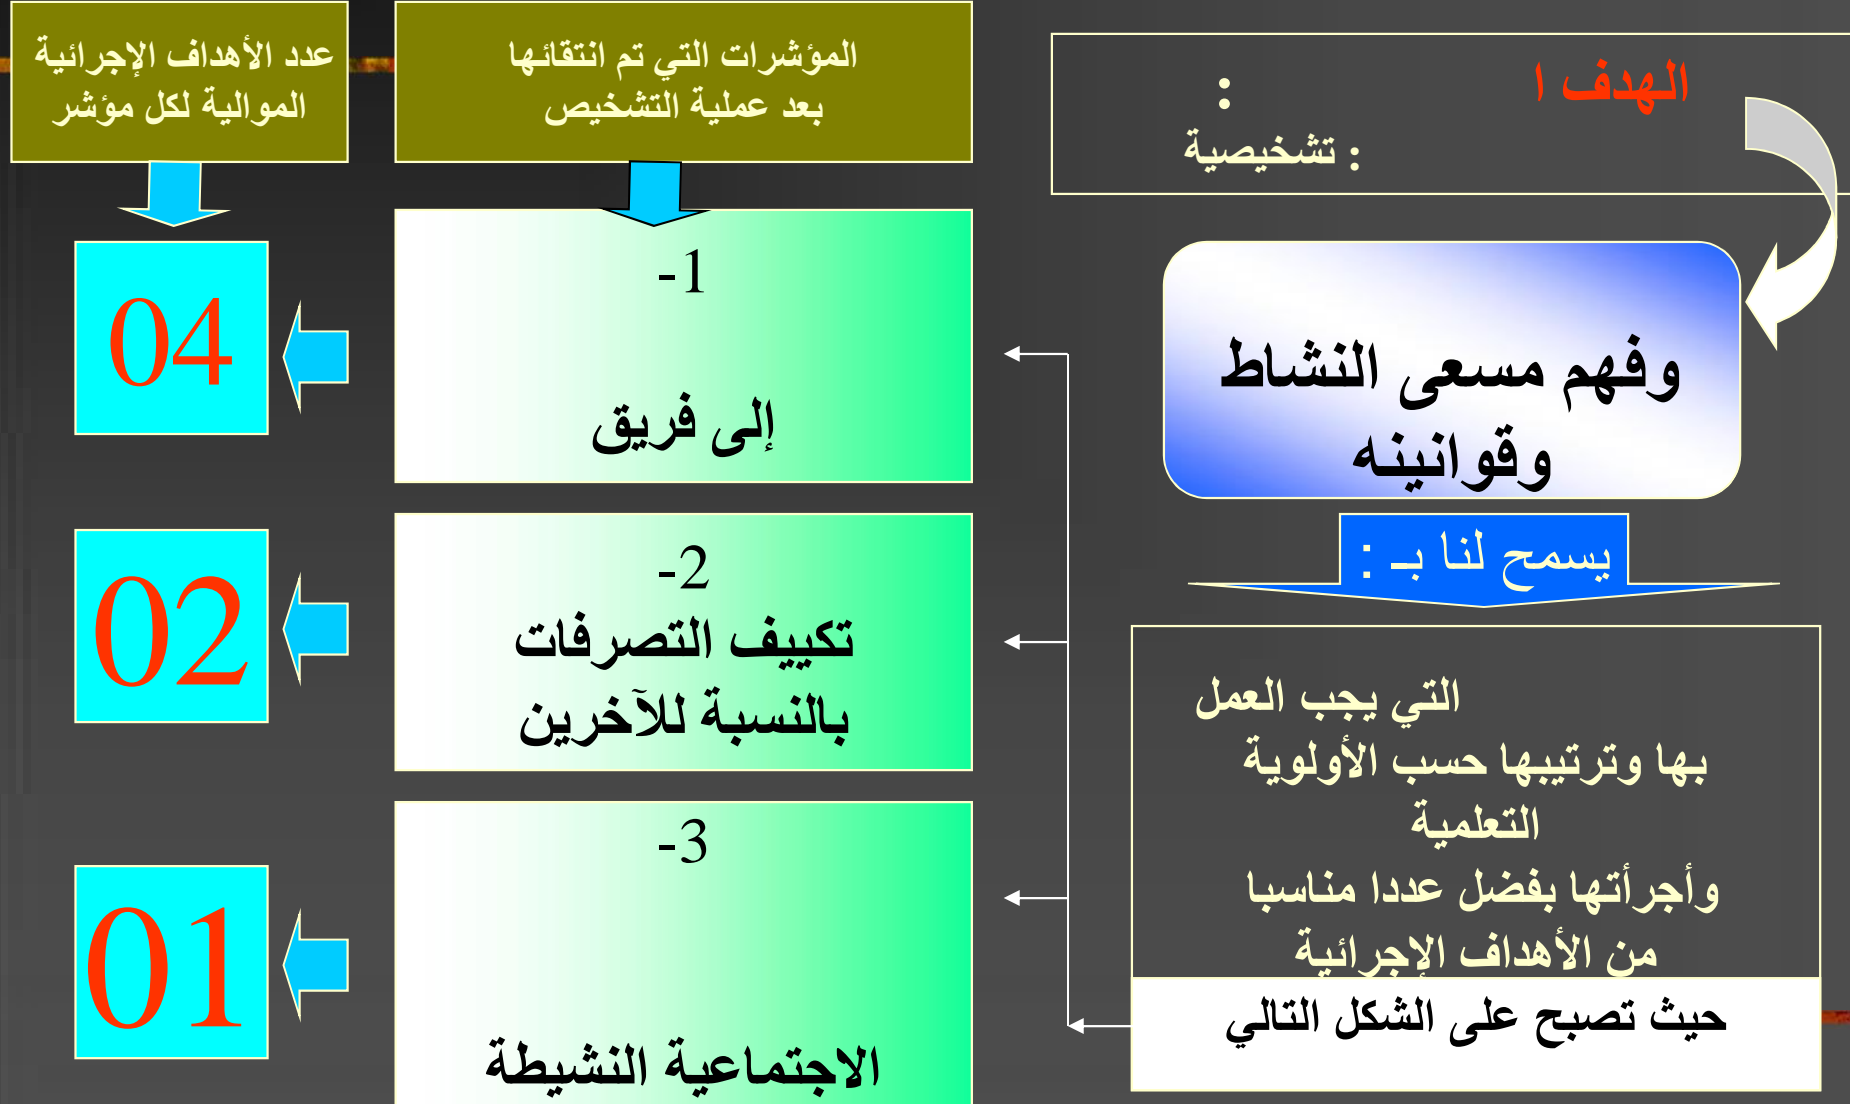 الهدف ا
:
تشخيصية :
وفهم مسعى النشاط
وقوانينه
يسمح لنا بـ :
التي يجب العمل
بها وترتيبها حسب الأولوية
التعلمية
وأجرأتها بفضل عددا مناسبا
من الأهداف الإجرائية
حيث تصبح على الشكل التالي
المؤشرات التي تم انتقائها
بعد عملية التشخيص
-1
إلى فريق
-2
تكييف التصرفات
بالنسبة للآخرين
-3
الاجتماعية النشيطة
عدد الأهداف الإجرائية
الموالية لكل مؤشر
04
02
01